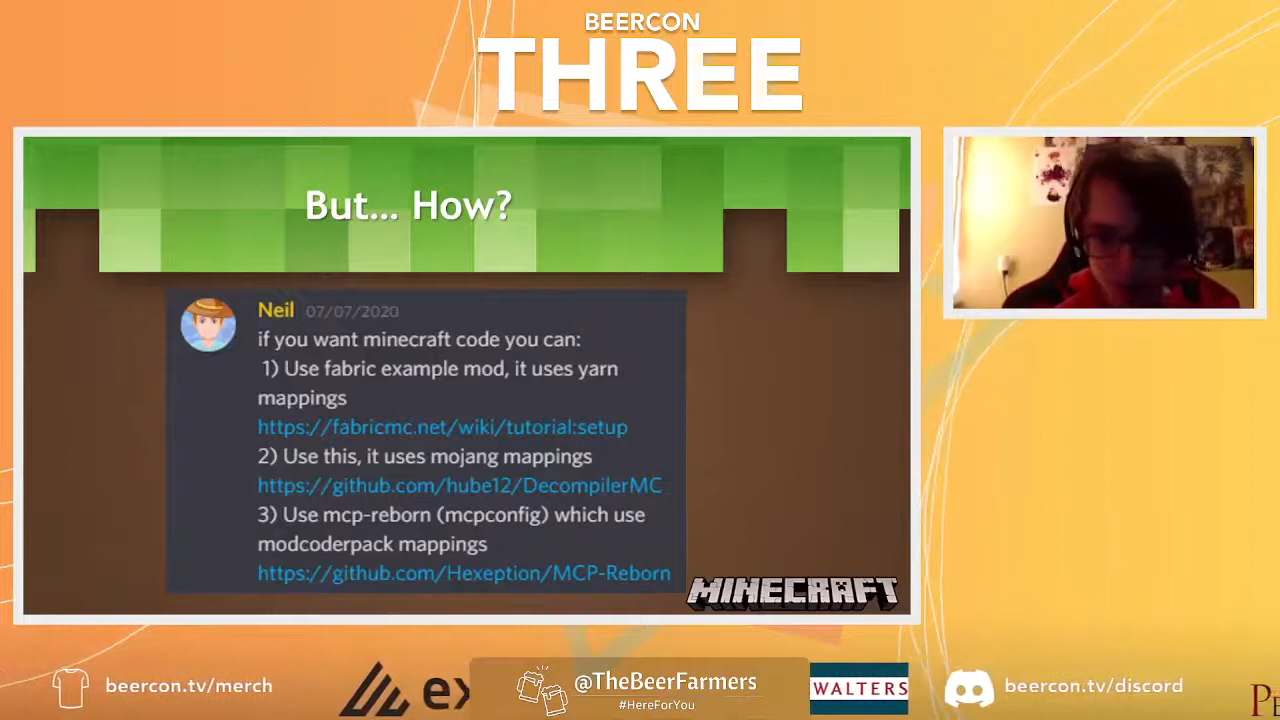 BEERCON
THREE
But... How?
Neil 07/07/2020
if you want minecraft code you can:
1) Use fabric example mod, it uses yarn
mappings
https://fabricmc.net/wiki/tutorial:setup
2) Use this, it uses mojang mappings
https://github.com/hube12/DecompilerMC
3) Use mcp-reborn (mcpconfig) which use
modcoderpack mappings
https://github.com/Hexeption/MCP-Reborn
MINECRAFT
beercon.tv/merch
ex
@TheBeerFarmers
#HereForYou
WALTERS
beercon.tv/discord
PE